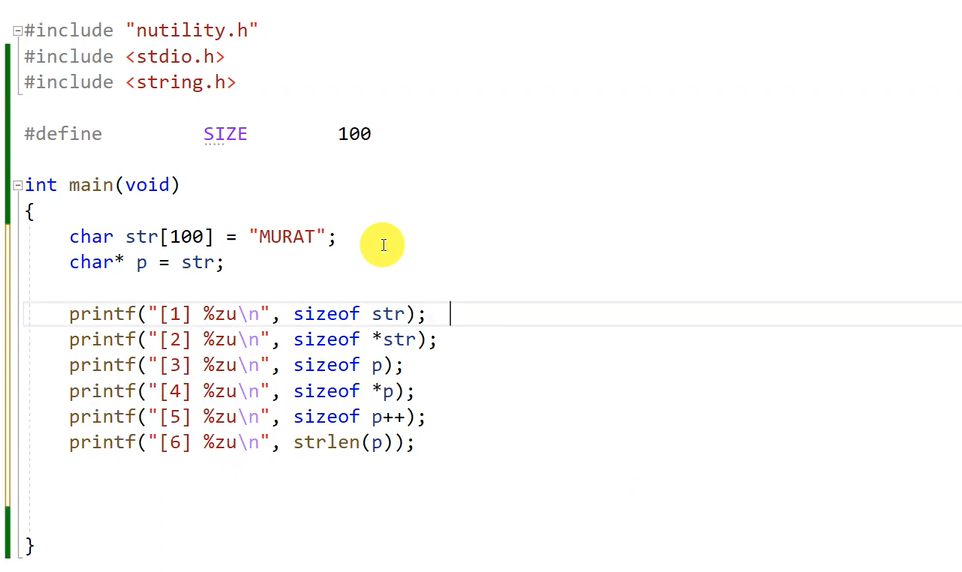 #include "nutility.h"
#include <stdio.h>
#include <string.h>
#define SIZE 100
int main(void)
{
char str[100] = "MURAT";
char* p = str;
printf("[1] %zu\n", sizeof str);
printf("[2] %zu\n", sizeof *str);
printf("[3] %zu\n", sizeof p);
printf("[4] %zu\n", sizeof *p);
printf("[5] %zu\n", sizeof p++);
printf("[6] %zu\n", strlen(p));
}